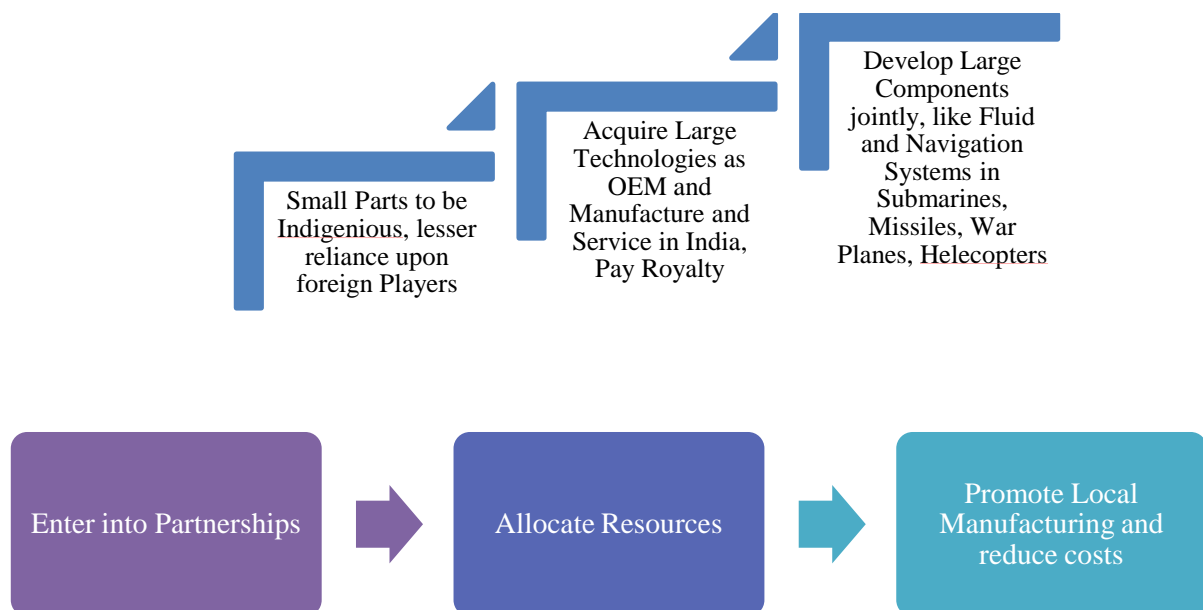 Small Parts to be
Indigenious, lesser
reliance upon
foreign Players
Acquire Large
Technologies as
OEM and
Manufacture and
Service in India,
Pay Royalty
Develop Large
Components
jointly, like Fluid
and Navigation
Systems in
Submarines,
Missiles, War
Planes, Helecopters
Enter into Partnerships
Allocate Resources
Promote Local
Manufacturing and
reduce costs